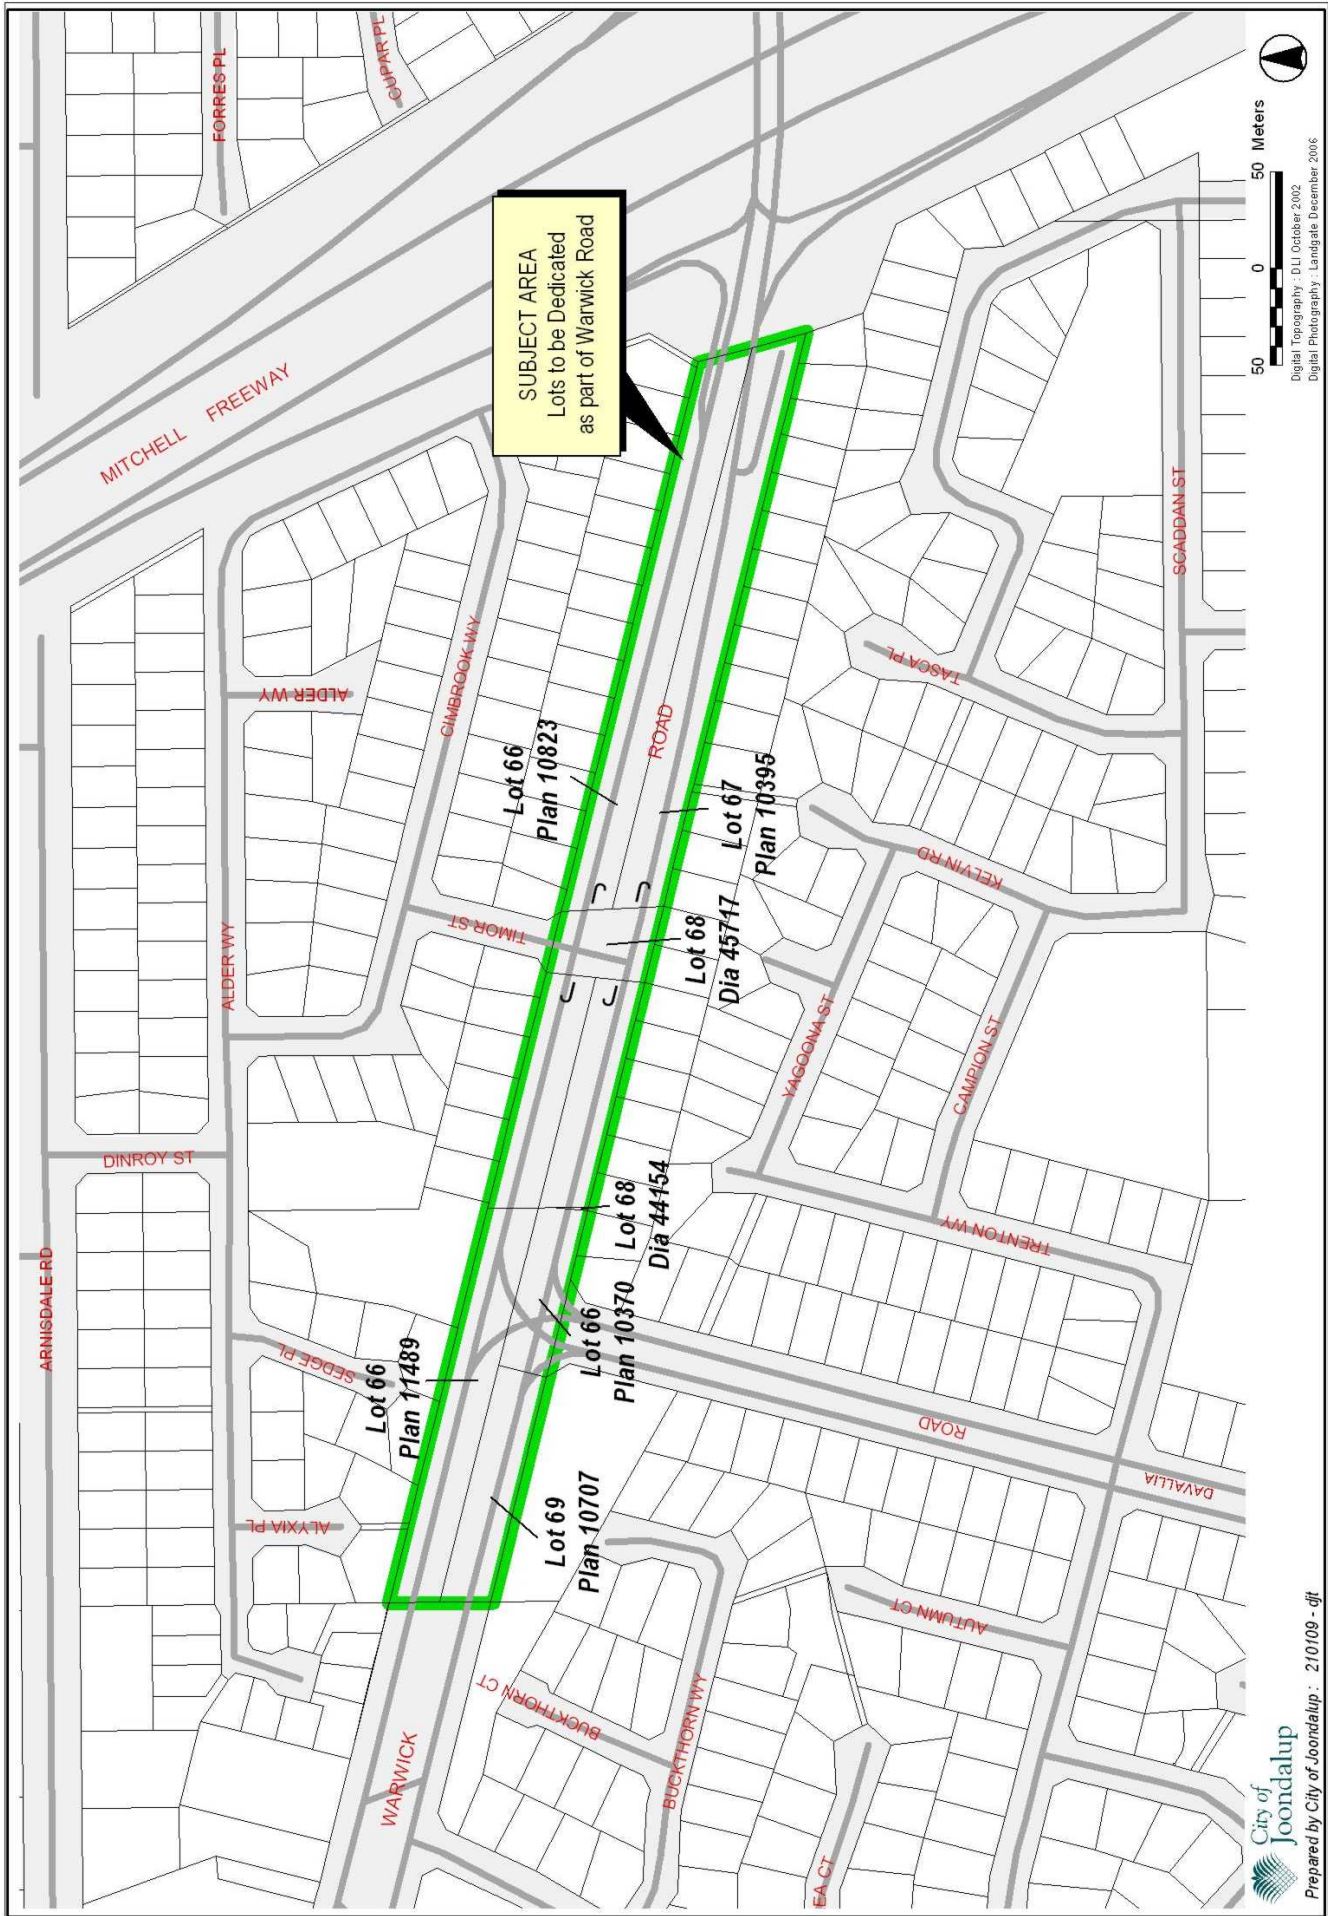 ARNISDALE RD
DINROY ST
ALDER WY
ALDER WY
CIMBROOK WY
TIMOR ST
SEDGE PL
ALYXIA PL
MITCHELL FREEWAY
FORRES PL
CUPAR PL
SUBJECT AREA
Lots to be Dedicated
as part of Warwick Road
Lot 66
Plan 11489
Lot 66
Plan 10823
WARWICK
ROAD
Lot 69
Plan 10707
Lot 66
Plan 10370
Lot 68
Dia 44154
Lot 68
Dia 45717
Lot 67
Plan 10395
BUCKTHORN CT
BUCKTHORN WY
EA CT
AUTUMN CT
DAVALLIA
ROAD
TRENTON WY
YAGOONA ST
CAMPION ST
KELVIN RD
TASCA PL
SCADDAN ST
50 0 50 Meters
Digital Topography : DLI October 2002
Digital Photography : Landgate December 2006
City of
Joondalup
Prepared by City of Joondalup : 210109 - djt